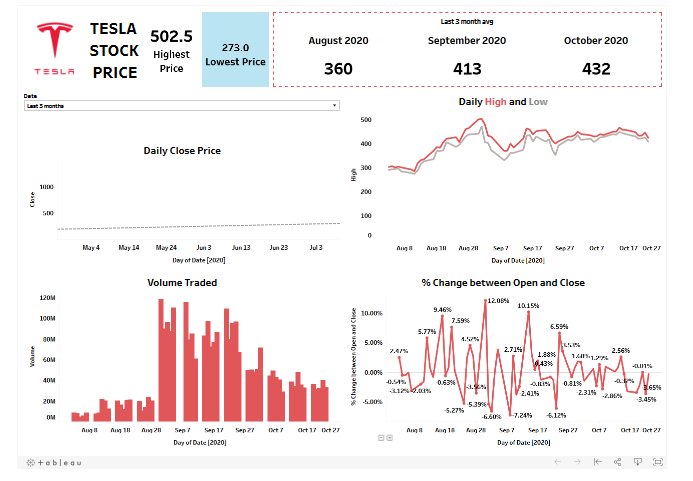 TESLA
TESLA STOCK PRICE
502.5
Highest Price
273.0
Lowest Price
Last 3 month avg
August 2020 September 2020 October 2020
360 413 432
Date
Last 3 months
Daily Close Price
Close
1000
500
May 4 May 14 May 24 Jun 3 Jun 13 Jun 23 Jul 3
Day of Date [2020]
Daily High and Low
High
500
400
300
200
100
0
Aug 8 Aug 18 Aug 28 Sep 7 Sep 17 Sep 27 Oct 7 Oct 17 Oct 27
Day of Date [2020]
Volume Traded
Volume
120M
100M
80M
60M
40M
20M
0M
Aug 8 Aug 18 Aug 28 Sep 7 Sep 17 Sep 27 Oct 7 Oct 17 Oct 27
Day of Date [2020]
% Change between Open and Close
% Change between Open and Close
10.00%
5.00%
0.00%
-5.00%
2.47%
-0.54%
-3.12%
-2.03%
5.77%
9.46%
-0.63%
7.59%
-5.27%
4.52%
-3.56%
-5.39%
12.08%
-6.60%
-7.24%
2.71%
-2.41%
10.15%
0.43%
1.88%
-0.83%
-6.12%
6.59%
3.53%
-0.81%
1.60%
-2.31%
1.29%
-2.86%
2.56%
-0.32%
-3.45%
-0.01%
3.65%
Aug 8 Aug 18 Aug 28 Sep 7 Sep 17 Sep 27 Oct 7 Oct 17 Oct 27
Day of Date [2020]
+ableau